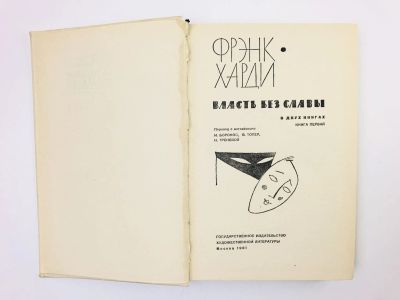 ФРЭНК
ХАРДИ
ВЛАСТЬ БЕЗ СЛАВЫ
В ДВУХ КНИГАХ
КНИГА ПЕРВАЯ
Перевод с английского
И. БОРОНОС, В. ТОПЕР,
Н. ТРЕНЕВОЙ
ГОСУДАРСТВЕННОЕ ИЗДАТЕЛЬСТВО
ХУДОЖЕСТВЕННОЙ ЛИТЕРАТУРЫ
Москва 1961